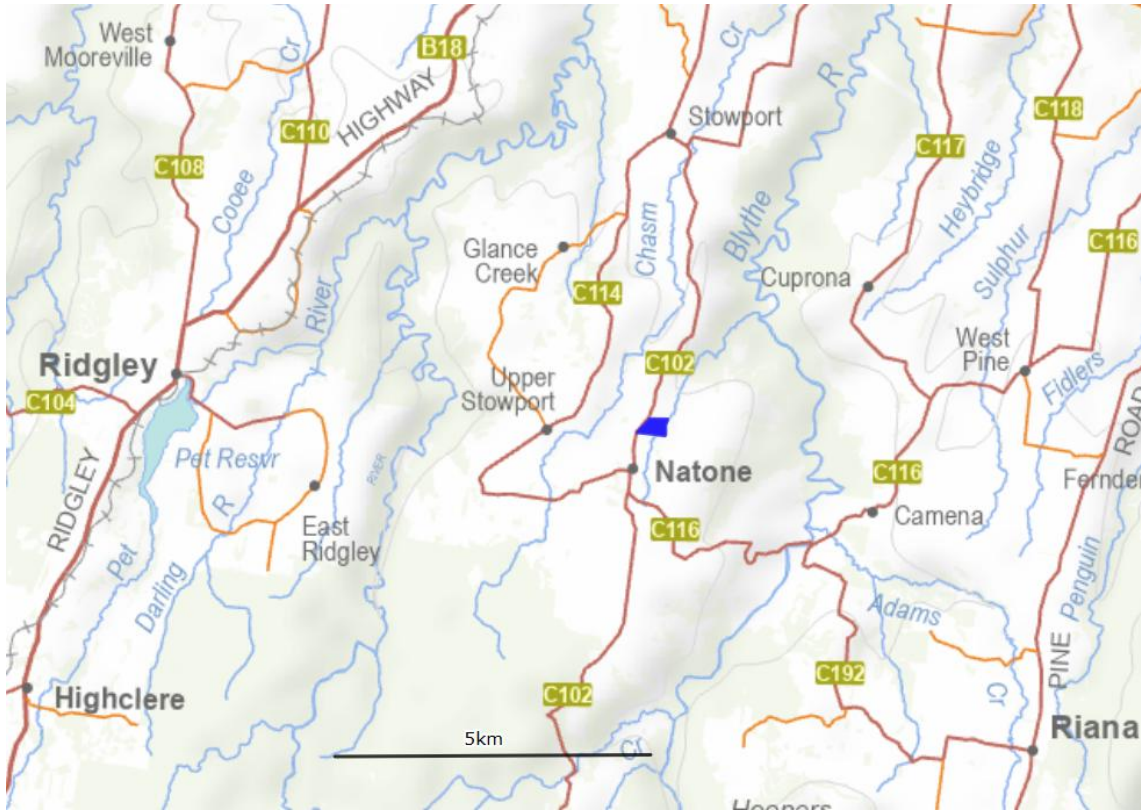 West
Mooreville
Cr
B18
HIGHWAY
C110
C108
Cooee
Cr
R
Stowport
C118
C117
Heybridge
Glance
Creek
Chasm
Blythe
C116
Sulphur
River
C114
Cuprona
West
Pine
Ridgley
C102
Upper
Stowport
Fidlers
C104
ROAD
Pet Resvr
RIVER
Natone
C116
Fernden
RIDGLEY
R
East
Ridgley
C116
Camena
Pet
Darling
Penguin
Adams
PINE
C192
Highclere
C102
Cr
5km
Cr
Riana
Hoopers